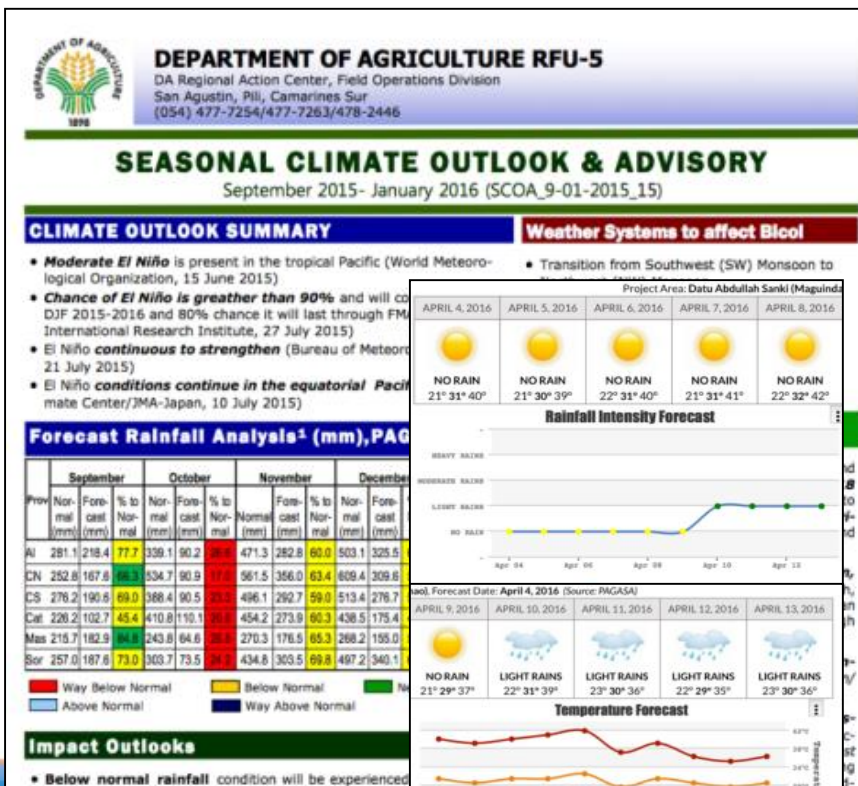 DEPARTMENT OF AGRICULTURE
1898
DEPARTMENT OF AGRICULTURE RFU-5
DA Regional Action Center, Field Operations Division
San Agustin, Pili, Camarines Sur
(054) 477-7254/477-7263/478-2446
SEASONAL CLIMATE OUTLOOK & ADVISORY
September 2015- January 2016 (SCOA_9-01-2015_15)
CLIMATE OUTLOOK SUMMARY
• Moderate El Niño is present in the tropical Pacific (World Meteoro-
logical Organization, 15 June 2015)
• Chance of El Niño is greater than 90% and will co
DJF 2015-2016 and 80% chance it will last through FMA
International Research Institute, 27 July 2015)
• El Niño continuous to strengthen (Bureau of Meteoro
21 July 2015)
• El Niño conditions continue in the equatorial Pacif
mate Center/JMA-Japan, 10 July 2015)
Weather Systems to affect Bicol
• Transition from Southwest (SW) Monsoon to
Forecast Rainfall Analysis¹ (mm),PAG
September October November December
Prov Nor-mal (mm) Fore-cast (mm) % to Nor-mal Nor-mal (mm) Fore-cast (mm) % to Nor-mal Normal (mm) Fore-cast (mm) % to Nor-mal Nor-mal (mm) Fore-cast (mm)
Al 281.1 218.4 77.7 339.1 90.2 471.3 282.8 60.0 503.1 325.5
CN 252.8 167.6 66.3 534.7 90.9 561.5 356.0 63.4 609.4 309.6
CS 276.2 190.6 69.0 388.4 90.5 496.1 292.7 59.0 513.4 276.7
Cat 226.2 102.7 45.4 410.8 110.1 454.2 273.9 60.3 438.5 175.4
Mas 215.7 182.9 84.8 243.8 64.6 270.3 176.5 65.3 268.2 155.0
Sor 257.0 187.6 73.0 303.7 73.5 434.8 303.5 69.8 497.2 340.1
Way Below Normal Below Normal
Above Normal Way Above Normal
Impact Outlooks
• Below normal rainfall condition will be experienced
Project Area: Datu Abdullah Sanki (Maguinda
APRIL 4, 2016 APRIL 5, 2016 APRIL 6, 2016 APRIL 7, 2016 APRIL 8, 2016
NO RAIN NO RAIN NO RAIN NO RAIN NO RAIN
21° 31° 40° 21° 30° 39° 22° 31° 40° 21° 31° 41° 22° 32° 42°
Rainfall Intensity Forecast
HEAVY RAINS
MODERATE RAINS
LIGHT RAINS
NO RAIN
Apr 04 Apr 06 Apr 08 Apr 10 Apr 12
nao), Forecast Date: April 4, 2016 (Source: PAGASA)
APRIL 9, 2016 APRIL 10, 2016 APRIL 11, 2016 APRIL 12, 2016 APRIL 13, 2016
NO RAIN LIGHT RAINS LIGHT RAINS LIGHT RAINS LIGHT RAINS
21° 29° 37° 22° 31° 39° 23° 30° 36° 22° 29° 35° 23° 30° 36°
Temperature Forecast